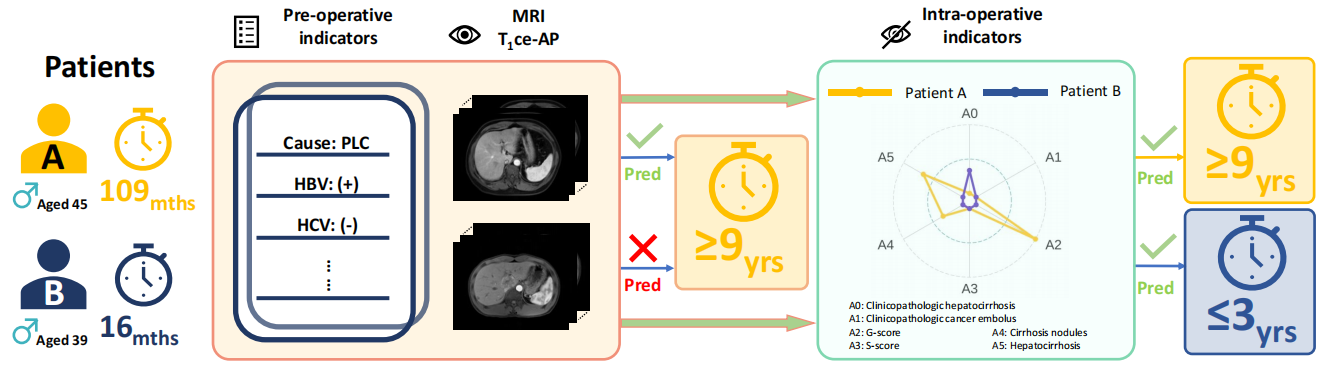 Patients
A
Aged 45
109mths
B
Aged 39
16mths
Pre-operative
indicators
MRI
T1ce-AP
Cause: PLC
HBV: (+)
HCV: (-)
Pred
Pred
≥9yrs
Intra-operative
indicators
Patient A
Patient B
A0
A1
A2
A3
A4
A5
A0: Clinicopathologic hepatocirrhosis
A1: Clinicopathologic cancer embolus
A2: G-score
A4: Cirrhosis nodules
A3: S-score
A5: Hepatocirrhosis
Pred
Pred
≥9yrs
≤3yrs